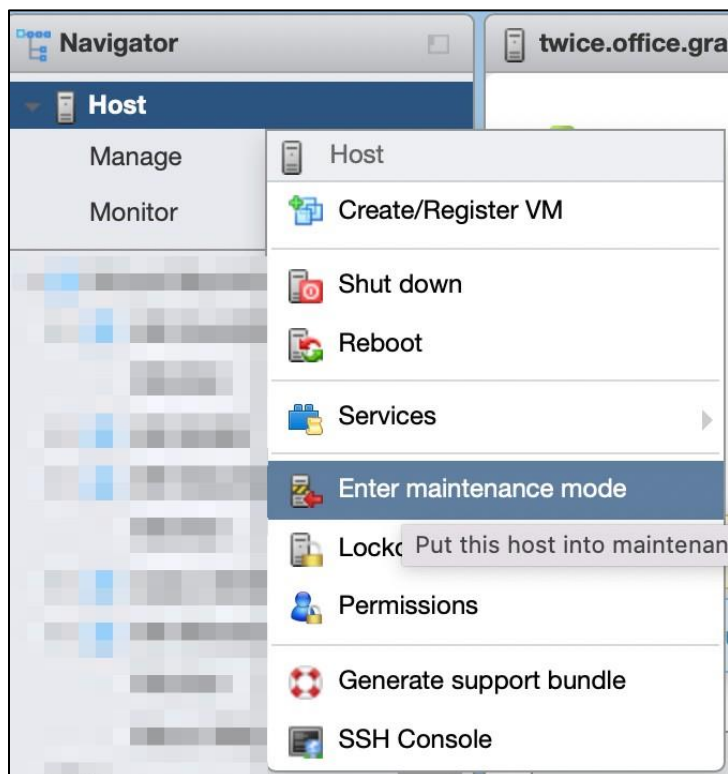 Navigator
twice.office.gra
Host
Manage
Monitor
Host
Create/Register VM
Shut down
Reboot
Services
Enter maintenance mode
Put this host into maintenan
Lockd
Permissions
Generate support bundle
SSH Console